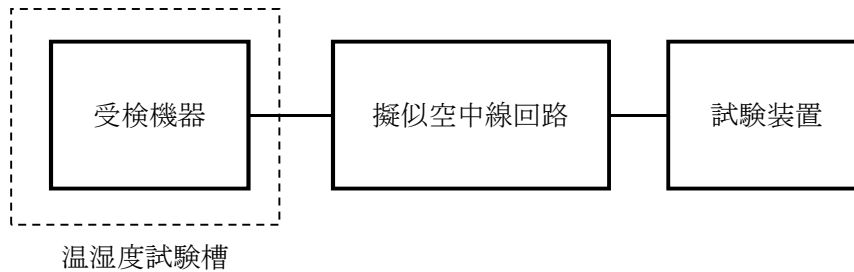 受検機器
擬似空中線回路
試験装置
温湿度試験槽